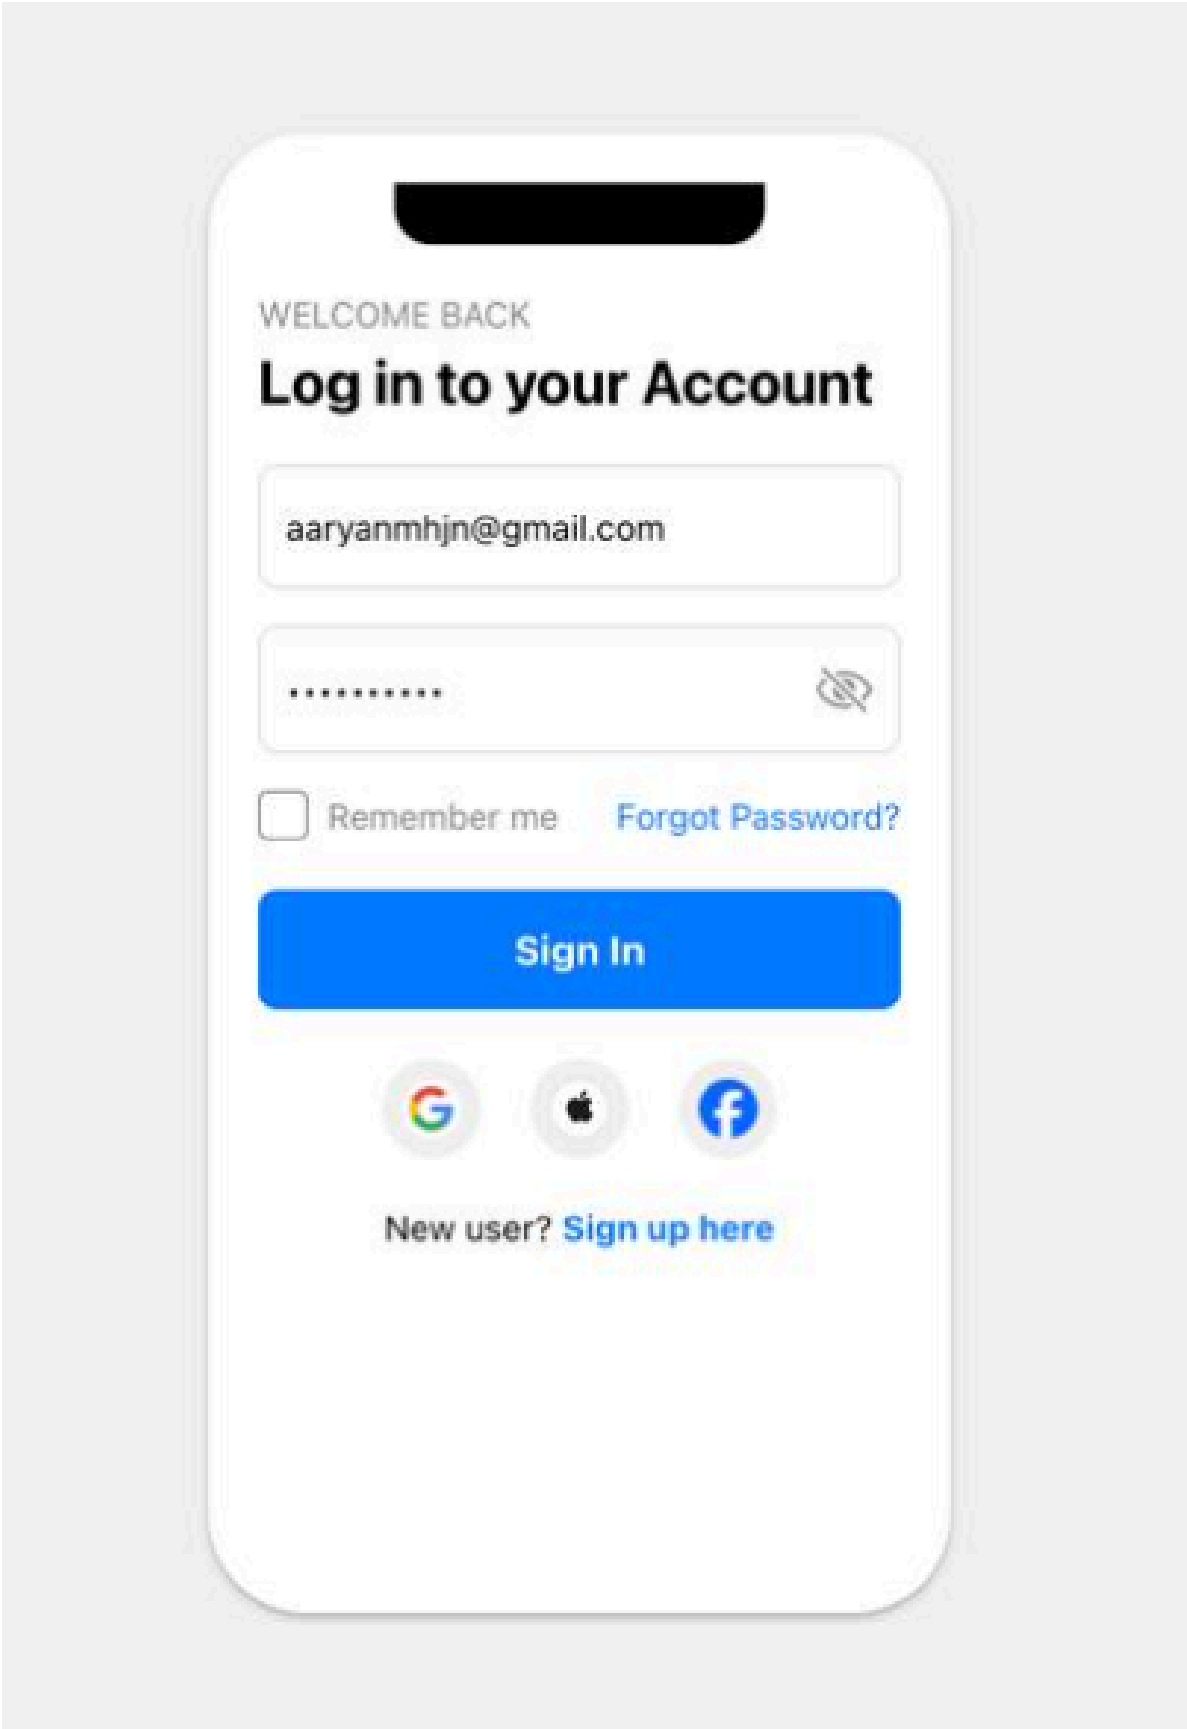 WELCOME BACK
Log in to your Account
aaryanmhjn@gmail.com
••••••••••
Remember me Forgot Password?
Sign In
New user? Sign up here